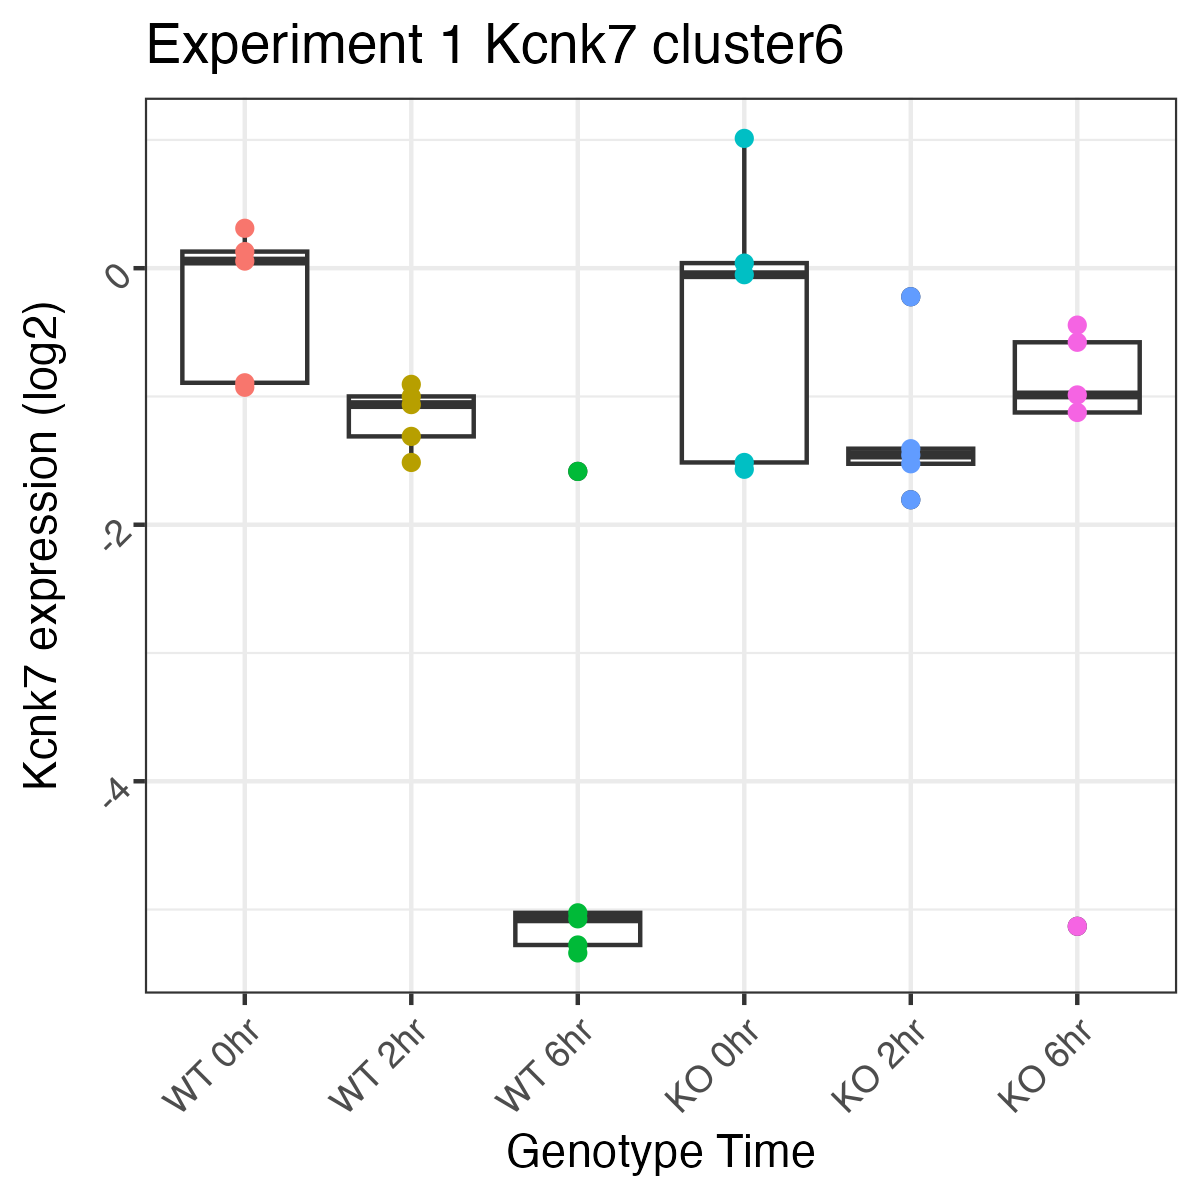 Experiment 1 Kcnk7 cluster6
Kcnk7 expression (log2)
0
-2
-4
WT 0hr
WT 2hr
WT 6hr
KO 0hr
KO 2hr
KO 6hr
Genotype Time